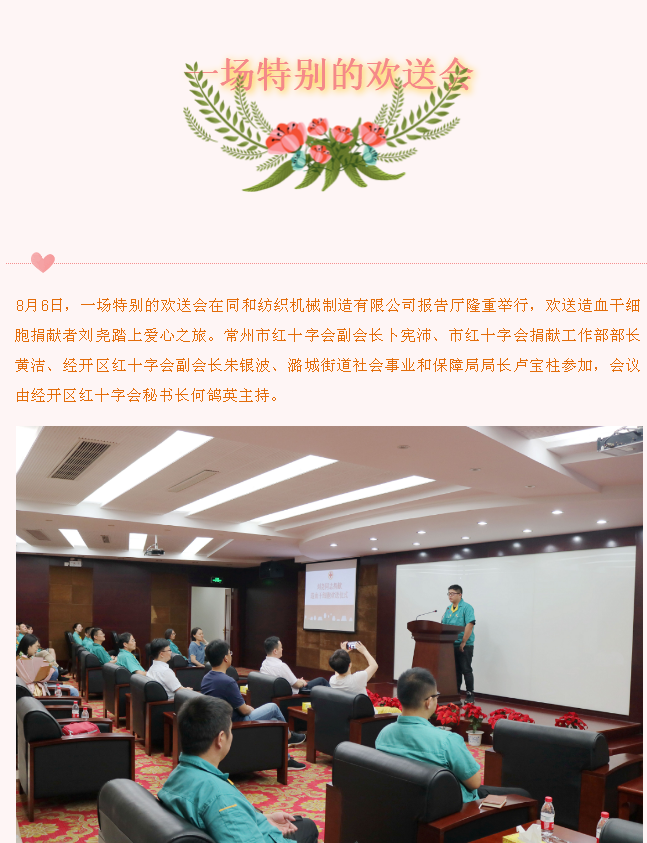 一场特别的欢送会
8月6日，一场特别的欢送会在同和纺织机械制造有限公司报告厅隆重举行，欢送造血干细
胞捐献者刘尧踏上爱心之旅。常州市红十字会副会长卜宪沛、市红十字会捐献工作部部长
黄洁、经开区红十字会副会长朱银波、潞城街道社会事业和保障局局长卢宝柱参加，会议
由经开区红十字会秘书长何鸽英主持。